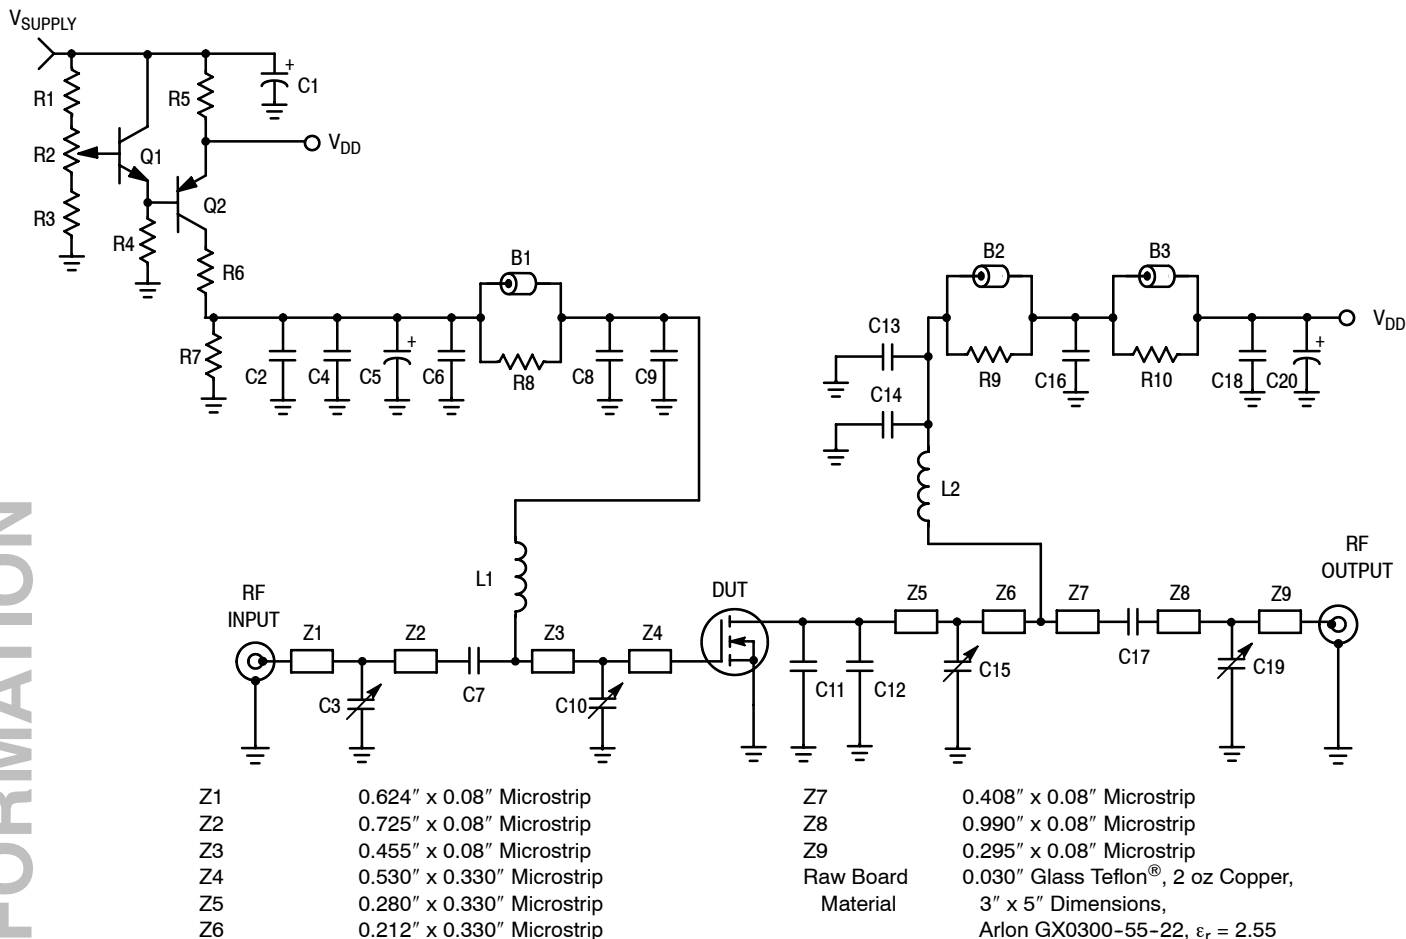 V_SUPPLY
R1
R5
C1
+
R2
Q1
V_DD
R3
R4
Q2
R6
B1
B2
B3
R7
C2
C4
C5
+
C6
R8
C8
C9
C13
R9
C16
R10
C18
C20
+
V_DD
C14
L2
L1
RF
INPUT
Z1
Z2
Z3
Z4
DUT
Z5
Z6
Z7
Z8
Z9
RF
OUTPUT
C3
C7
C10
C11
C12
C15
C17
C19
Z1 0.624″ x 0.08″ Microstrip
Z2 0.725″ x 0.08″ Microstrip
Z3 0.455″ x 0.08″ Microstrip
Z4 0.530″ x 0.330″ Microstrip
Z5 0.280″ x 0.330″ Microstrip
Z6 0.212″ x 0.330″ Microstrip
Z7 0.408″ x 0.08″ Microstrip
Z8 0.990″ x 0.08″ Microstrip
Z9 0.295″ x 0.08″ Microstrip
Raw Board 0.030″ Glass Teflon®, 2 oz Copper,
Material 3″ x 5″ Dimensions,
Arlon GX0300-55-22, εr = 2.55
FORMATION